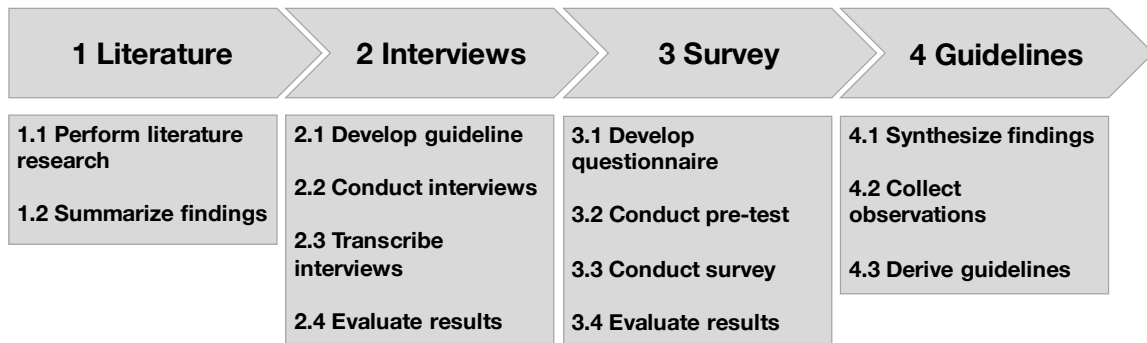 1 Literature
2 Interviews
3 Survey
4 Guidelines
1.1 Perform literature
research
1.2 Summarize findings
2.1 Develop guideline
2.2 Conduct interviews
2.3 Transcribe
interviews
2.4 Evaluate results
3.1 Develop
questionnaire
3.2 Conduct pre-test
3.3 Conduct survey
3.4 Evaluate results
4.1 Synthesize findings
4.2 Collect
observations
4.3 Derive guidelines